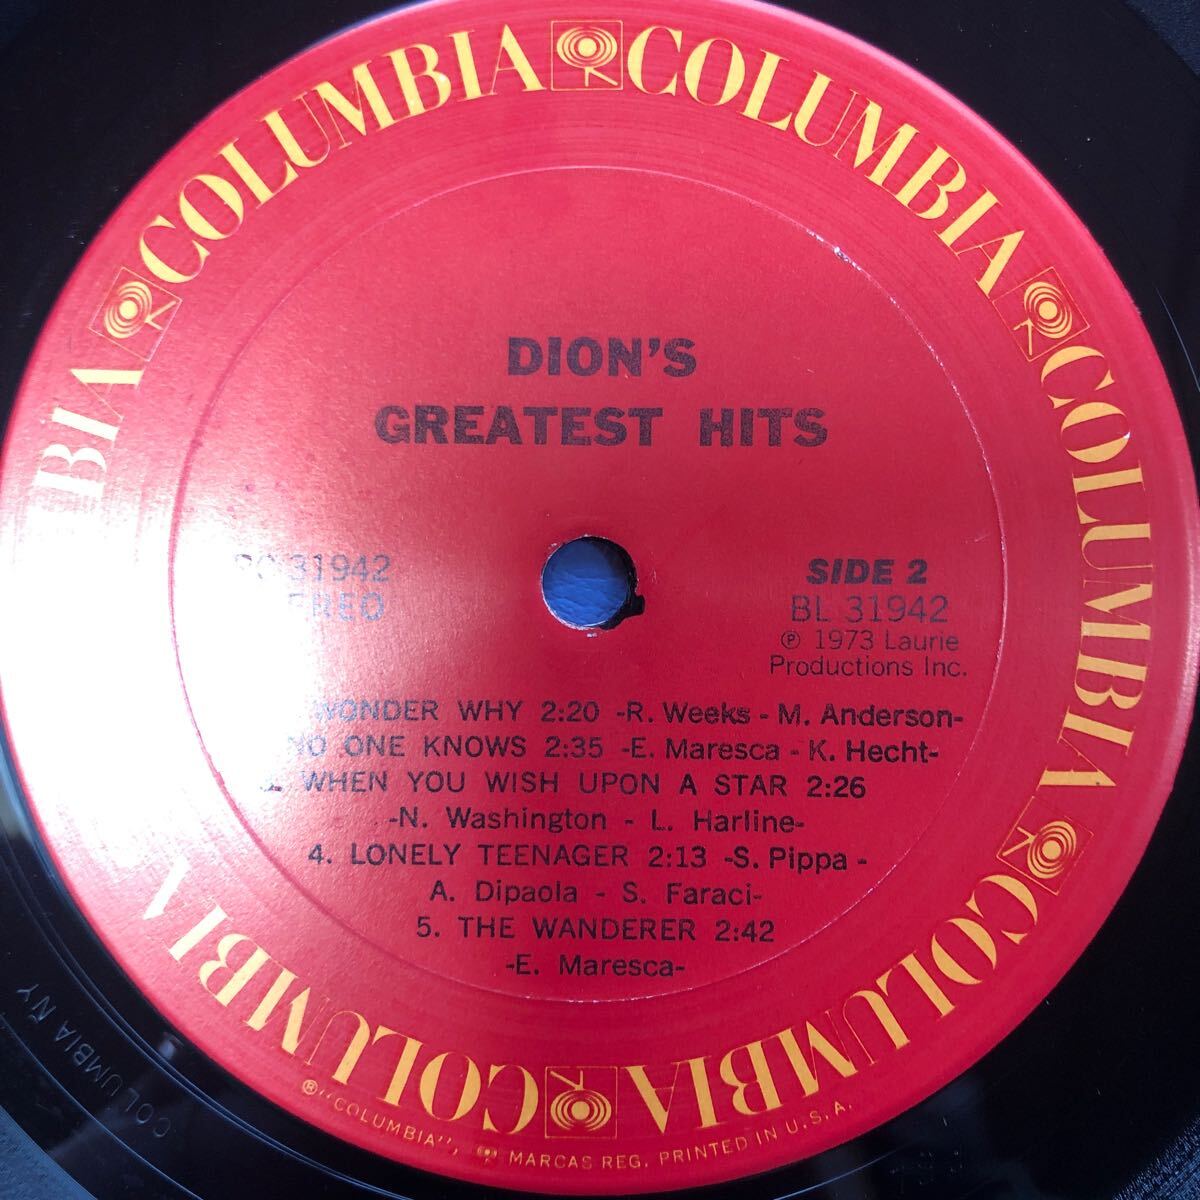 COLUMBIA COLUMBIA COLUMBIA COLUMBIA COLUMBIA BIA
DION'S
GREATEST HITS
31942
SIDE 2
BL 31942
℗ 1973 Laurie
Productions Inc.
WONDER WHY 2:20 -R. Weeks - M. Anderson-
NO ONE KNOWS 2:35 -E. Maresca - K. Hecht-
WHEN YOU WISH UPON A STAR 2:26
-N. Washington - L. Harline-
4. LONELY TEENAGER 2:13 -S. Pippa -
A. Dipaola - S. Faraci-
5. THE WANDERER 2:42
-E. Maresca-
®"COLUMBIA", MARCAS REG. PRINTED IN U.S.A.
COLUMBIA NY